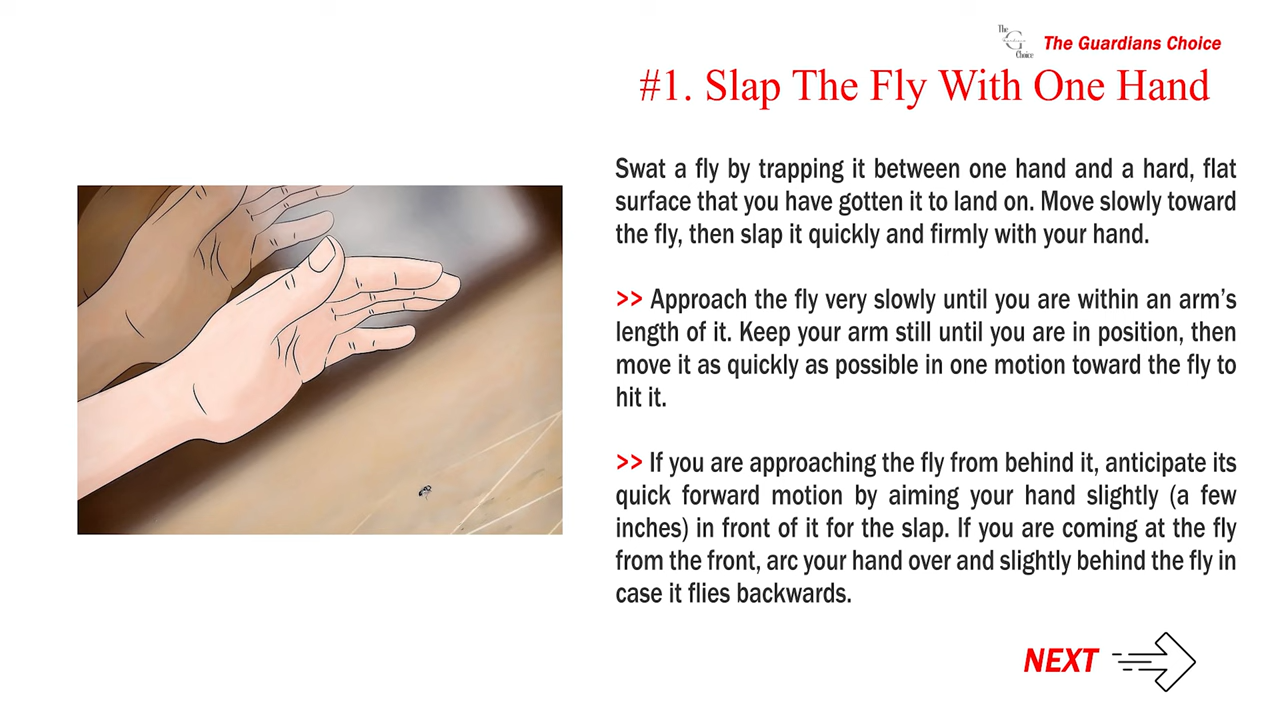 The
G
Choice
The Guardians Choice
#1. Slap The Fly With One Hand
Swat a fly by trapping it between one hand and a hard, flat
surface that you have gotten it to land on. Move slowly toward
the fly, then slap it quickly and firmly with your hand.
>> Approach the fly very slowly until you are within an arm’s
length of it. Keep your arm still until you are in position, then
move it as quickly as possible in one motion toward the fly to
hit it.
>> If you are approaching the fly from behind it, anticipate its
quick forward motion by aiming your hand slightly (a few
inches) in front of it for the slap. If you are coming at the fly
from the front, arc your hand over and slightly behind the fly in
case it flies backwards.
NEXT